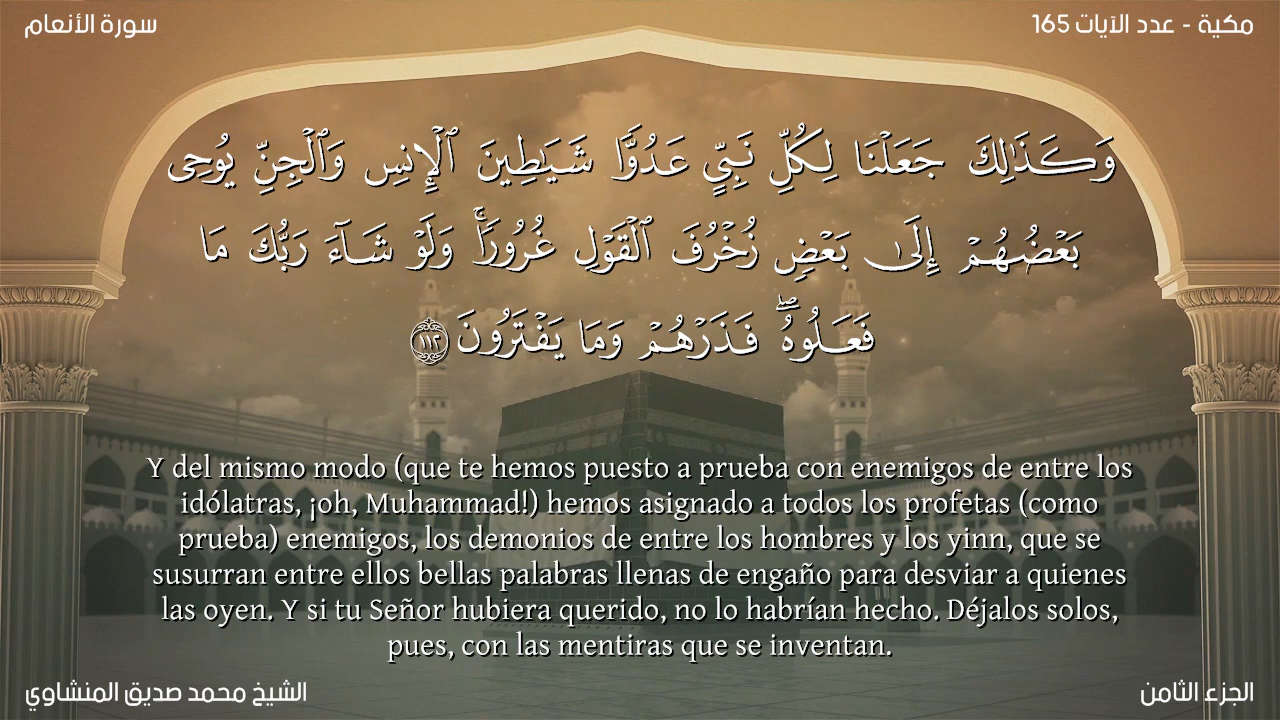 سورة الأنعام
مكية - عدد الآيات 165
وَكَذَٰلِكَ جَعَلْنَا لِكُلِّ نَبِىٍّ عَدُوًّا شَيَـٰطِينَ ٱلْإِنسِ وَٱلْجِنِّ يُوحِى
بَعْضُهُمْ إِلَىٰ بَعْضٍ زُخْرُفَ ٱلْقَوْلِ غُرُورًا ۚ وَلَوْ شَآءَ رَبُّكَ مَا
فَعَلُوهُ ۖ فَذَرْهُمْ وَمَا يَفْتَرُونَ ١١٢
Y del mismo modo (que te hemos puesto a prueba con enemigos de entre los
idólatras, ¡oh, Muhammad!) hemos asignado a todos los profetas (como
prueba) enemigos, los demonios de entre los hombres y los yinn, que se
susurran entre ellos bellas palabras llenas de engaño para desviar a quienes
las oyen. Y si tu Señor hubiera querido, no lo habrían hecho. Déjalos solos,
pues, con las mentiras que se inventan.
الشيخ محمد صديق المنشاوي
الجزء الثامن